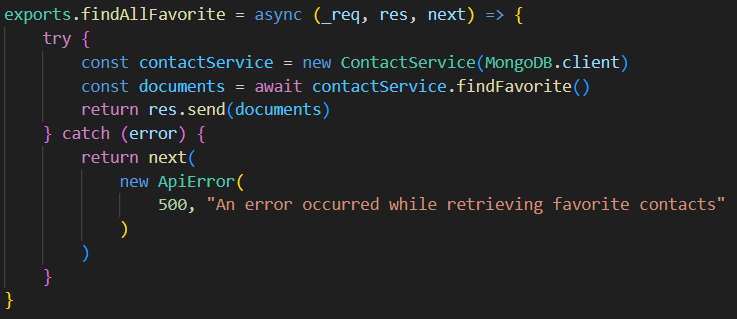 exports.findAllFavorite = async (_req, res, next) => {
    try {
        const contactService = new ContactService(MongoDB.client)
        const documents = await contactService.findFavorite()
        return res.send(documents)
    } catch (error) {
        return next(
            new ApiError(
                500, "An error occurred while retrieving favorite contacts"
            )
        )
    }
}